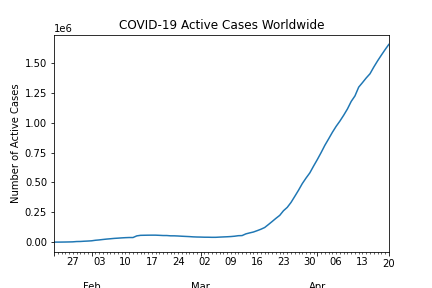 COVID-19 Active Cases Worldwide
1e6
1.50
1.25
1.00
0.75
0.50
0.25
0.00
Number of Active Cases
27 03 10 17 24 02 09 16 23 30 06 13 20
Feb Mar Apr